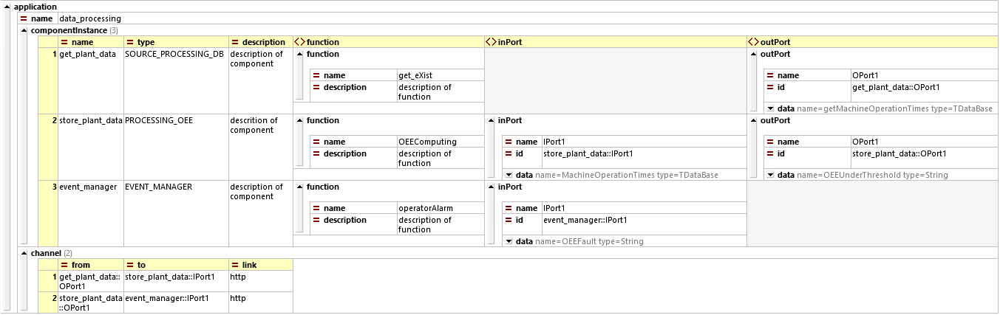 application
name data_processing
componentInstance (3)
name type description function inPort outPort
1 get_plant_data SOURCE_PROCESSING_DB description of component
function
name get_eXist
description description of function
outPort
name OPort1
id get_plant_data::OPort1
data name=getMachineOperationTimes type=TDataBase
2 store_plant_data PROCESSING_OEE descrition of component
function
name OEEComputing
description description of function
inPort
name IPort1
id store_plant_data::IPort1
data name=MachineOperationTimes type=TDataBase
outPort
name OPort1
id store_plant_data::OPort1
data name=OEEUnderThreshold type=String
3 event_manager EVENT_MANAGER description of component
function
name operatorAlarm
description description of function
inPort
name IPort1
id event_manager::IPort1
data name=OEEFault type=String
channel (2)
from to link
1 get_plant_data::OPort1 store_plant_data::IPort1 http
2 store_plant_data::OPort1 event_manager::IPort1 http